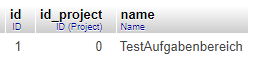 id id_project name
ID ID (Project) Name
1 0 TestAufgabenbereich